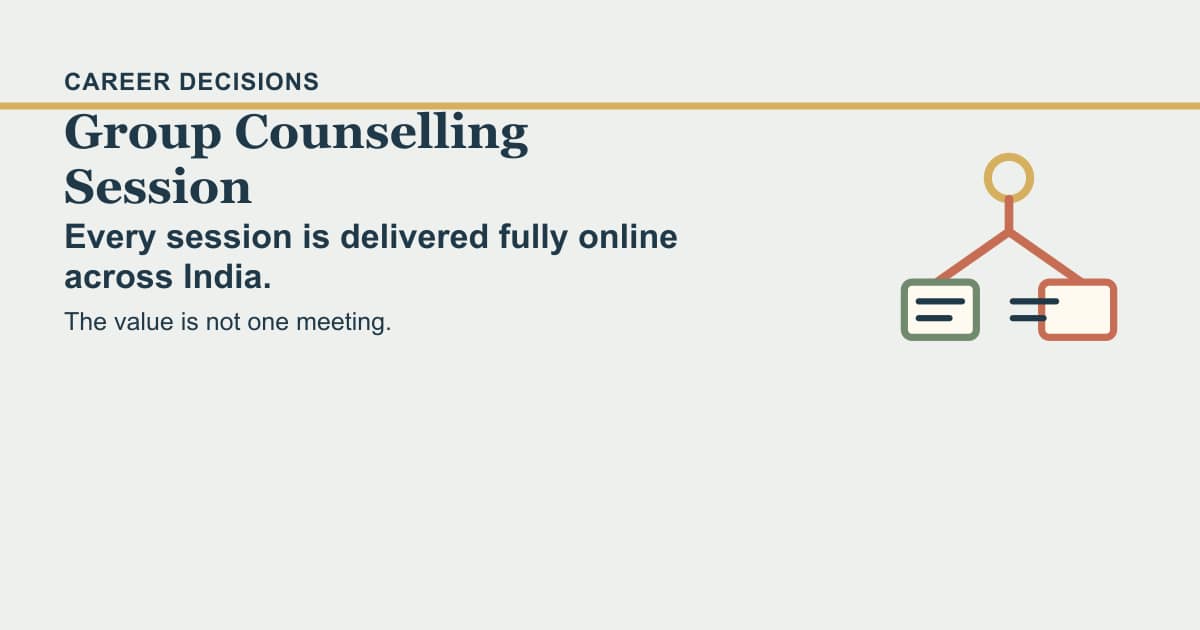 CAREER DECISIONS
Group Counselling
Session
Every session is delivered fully online
across India.
The value is not one meeting.